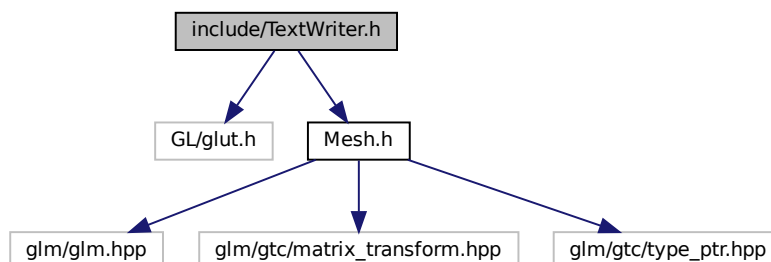 include/TextWriter.h
GL/glut.h
Mesh.h
glm/glm.hpp
glm/gtc/matrix_transform.hpp
glm/gtc/type_ptr.hpp